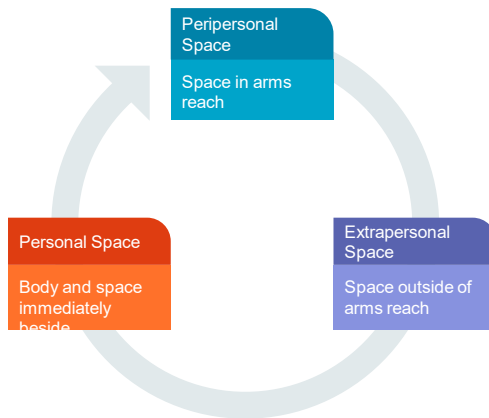 Peripersonal
Space
Space in arms
reach
Extrapersonal
Space
Space outside of
arms reach
Personal Space
Body and space
immediately
beside